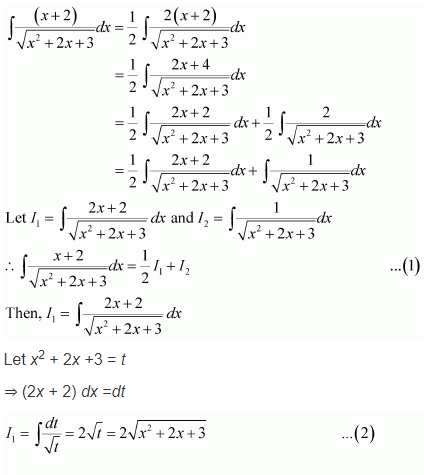 ∫ (x+2)/√(x² + 2x + 3) dx = 1/2 ∫ 2(x+2)/√(x² + 2x + 3) dx
= 1/2 ∫ (2x + 4)/√(x² + 2x + 3) dx
= 1/2 ∫ (2x + 2)/√(x² + 2x + 3) dx + 1/2 ∫ 2/√(x² + 2x + 3) dx
= 1/2 ∫ (2x + 2)/√(x² + 2x + 3) dx + ∫ 1/√(x² + 2x + 3) dx
Let I₁ = ∫ (2x + 2)/√(x² + 2x + 3) dx and I₂ = ∫ 1/√(x² + 2x + 3) dx
∴ ∫ (x + 2)/√(x² + 2x + 3) dx = 1/2 I₁ + I₂ ...(1)
Then, I₁ = ∫ (2x + 2)/√(x² + 2x + 3) dx
Let x² + 2x +3 = t
⇒ (2x + 2) dx =dt
I₁ = ∫ dt/√t = 2√t = 2√(x² + 2x + 3) ...(2)